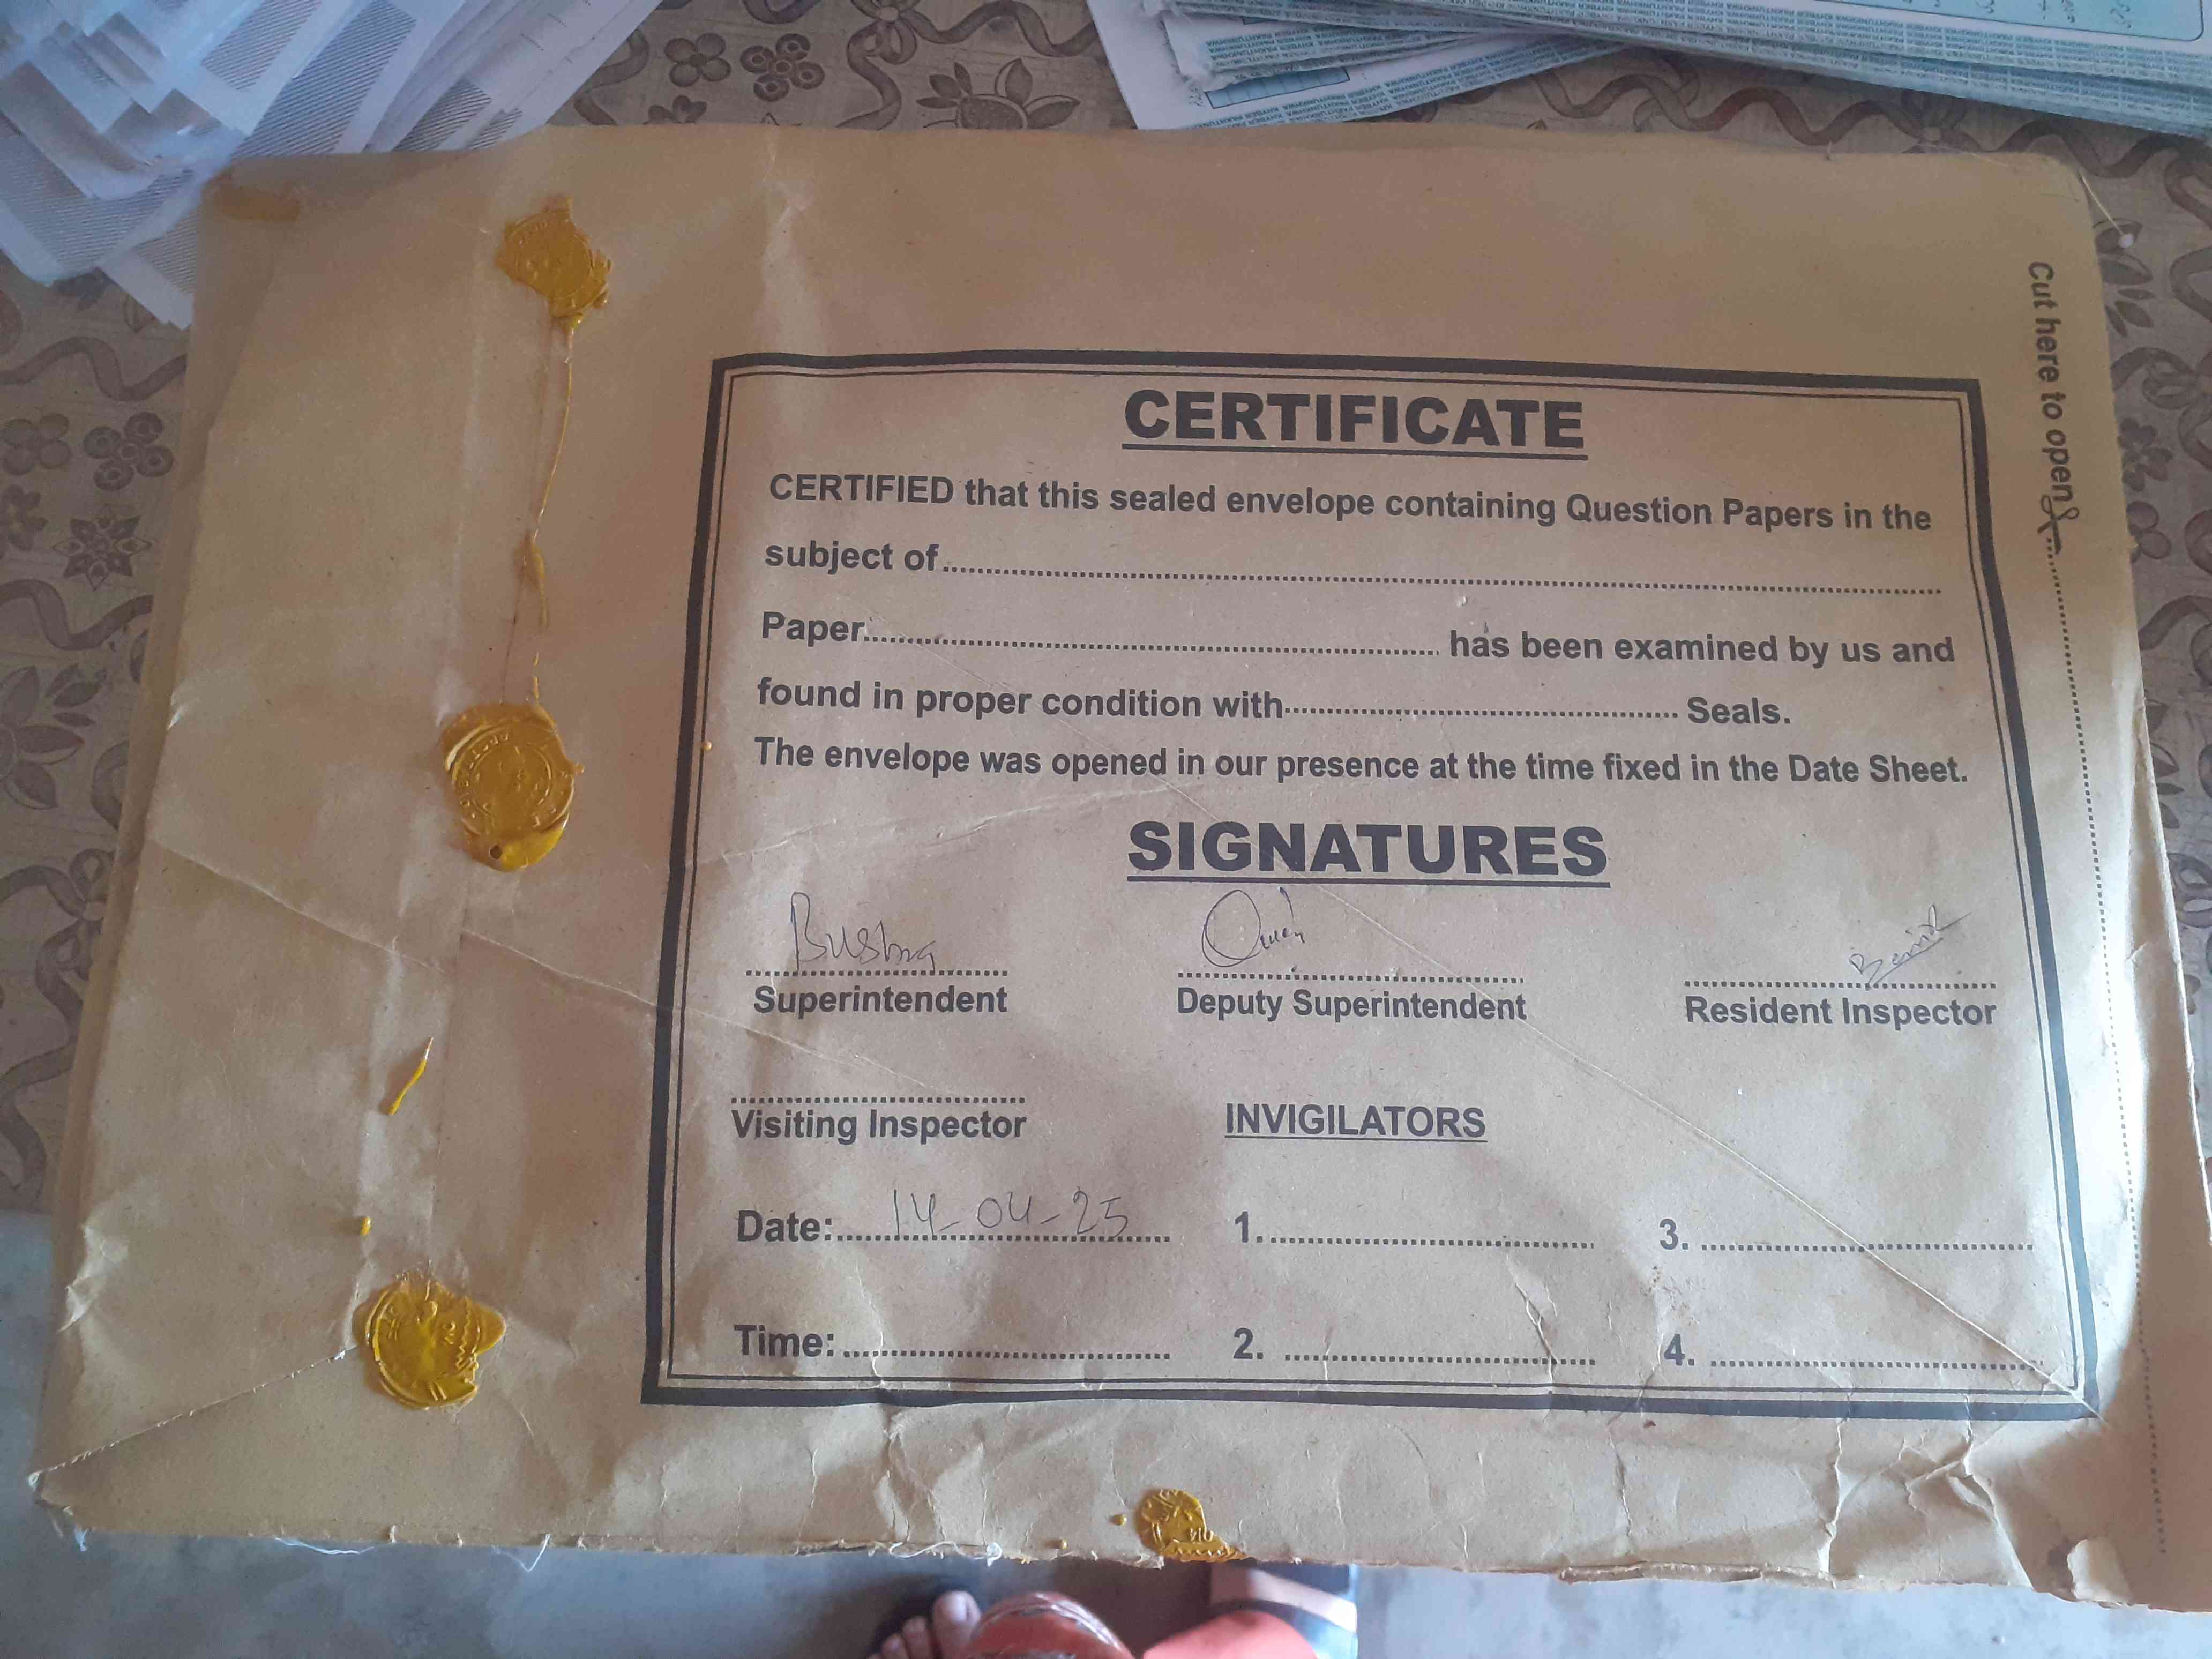 CERTIFICATE
CERTIFIED that this sealed envelope containing Question Papers in the
subject of
Paper has been examined by us and
found in proper condition with Seals.
The envelope was opened in our presence at the time fixed in the Date Sheet.
SIGNATURES
Bushra
Superintendent Deputy Superintendent Resident Inspector
Visiting Inspector INVIGILATORS
Date: 14-04-25 1. 3.
Time: 2. 4.
Cut here to open
KHYBER PAKHTUNKHWA